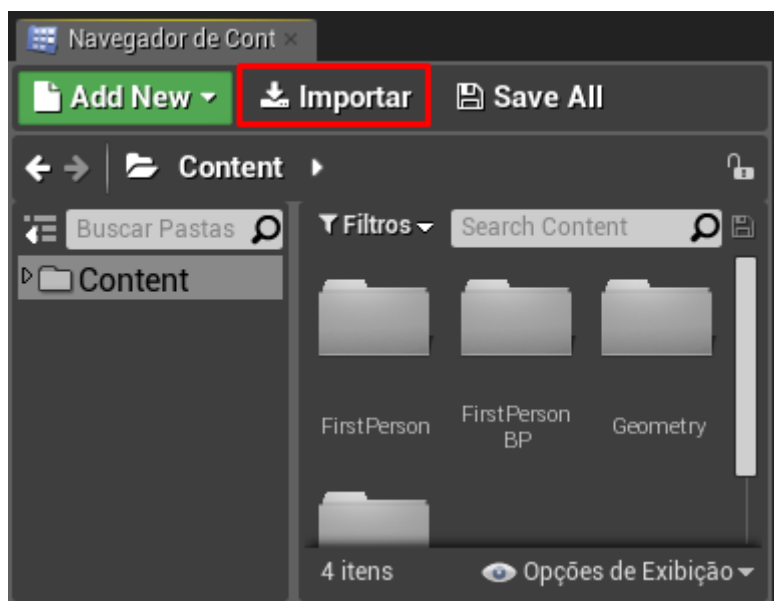 Navegador de Cont
Add New
Importar
Save All
Content
Buscar Pastas
Filtros
Search Content
Content
FirstPerson
FirstPerson
BP
Geometry
4 itens
Opções de Exibição